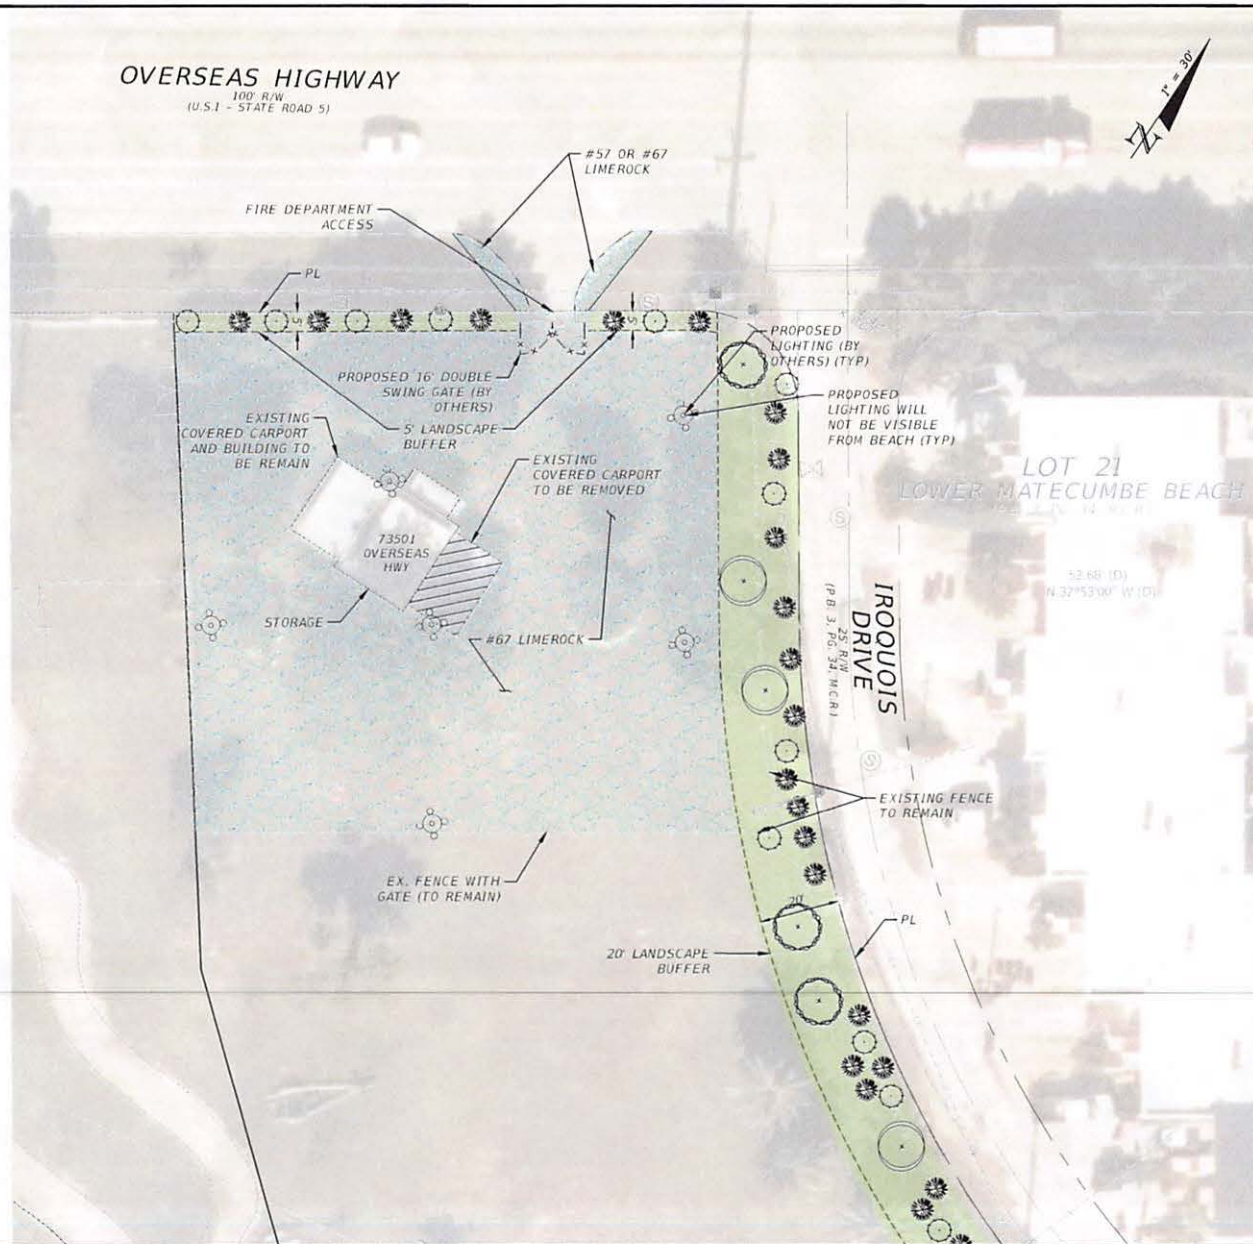 OVERSEAS HIGHWAY
100' R/W
(U.S.1 - STATE ROAD 5)
1" = 30'
N
#57 OR #67
LIMEROCK
FIRE DEPARTMENT
ACCESS
PL
5'
5'
S
PROPOSED
LIGHTING (BY
OTHERS) (TYP)
PROPOSED 16' DOUBLE
SWING GATE (BY
OTHERS)
PROPOSED
LIGHTING WILL
NOT BE VISIBLE
FROM BEACH (TYP)
5' LANDSCAPE
BUFFER
EXISTING
COVERED CARPORT
AND BUILDING TO
BE REMAIN
EXISTING
COVERED CARPORT
TO BE REMOVED
LOT 21
LOWER MATECUMBE BEACH
S
73501
OVERSEAS
HWY
52.68 (D)
N.32°53'00" W (D)
STORAGE
#67 LIMEROCK
IROQUOIS
DRIVE
25' R/W
(P.B. 3, PG. 34, M.C.R)
S
EXISTING FENCE
TO REMAIN
EX. FENCE WITH
GATE (TO REMAIN)
20'
PL
20' LANDSCAPE
BUFFER